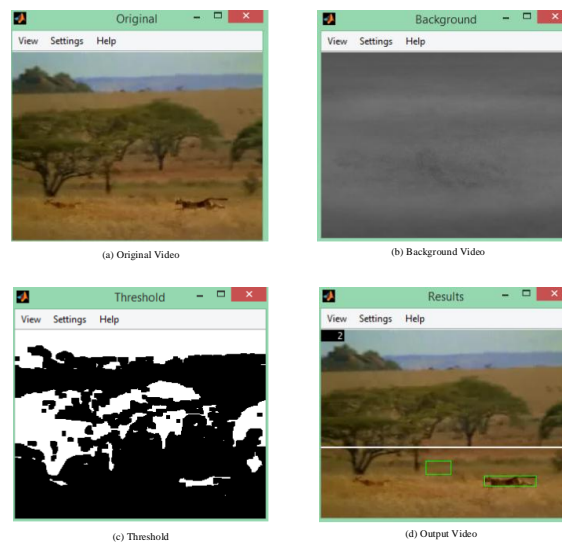 Original
View Settings Help
(a) Original Video
Background
View Settings Help
(b) Background Video
Threshold
View Settings Help
(c) Threshold
Results
View Settings Help
2
(d) Output Video